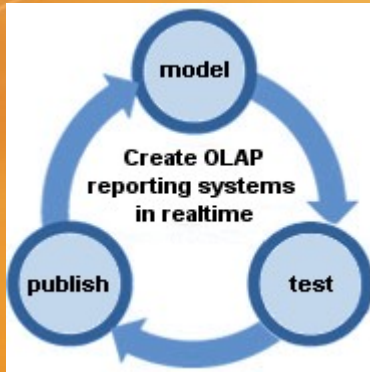 model
Create OLAP
reporting systems
in realtime
publish
test